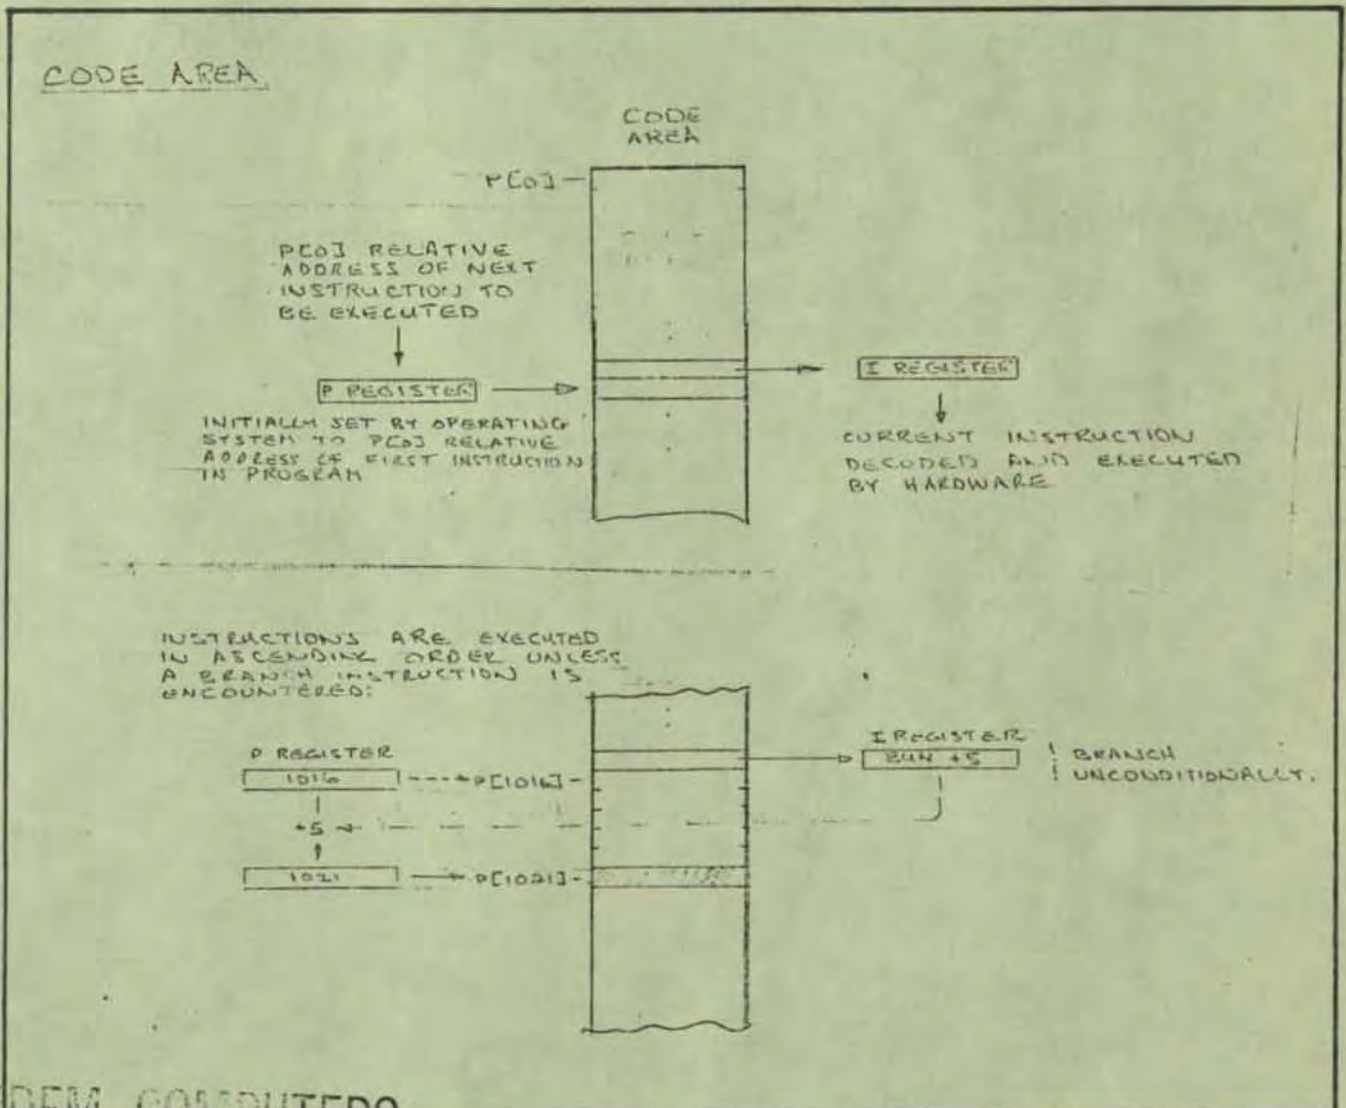 CODE AREA
CODE
AREA
P[0]
P[0] RELATIVE
ADDRESS OF NEXT
INSTRUCTION TO
BE EXECUTED
P REGISTER
I REGISTER
INITIALLY SET BY OPERATING
SYSTEM TO P[0] RELATIVE
ADDRESS OF FIRST INSTRUCTION
IN PROGRAM
CURRENT INSTRUCTION
DECODED AND EXECUTED
BY HARDWARE
INSTRUCTIONS ARE EXECUTED
IN ASCENDING ORDER UNLESS
A BRANCH INSTRUCTION IS
ENCOUNTERED:
P REGISTER
1016
P[1016]
I REGISTER
BUN +5
! BRANCH
! UNCONDITIONALLY.
+5
1021
P[1021]
DEM COMPUTERS